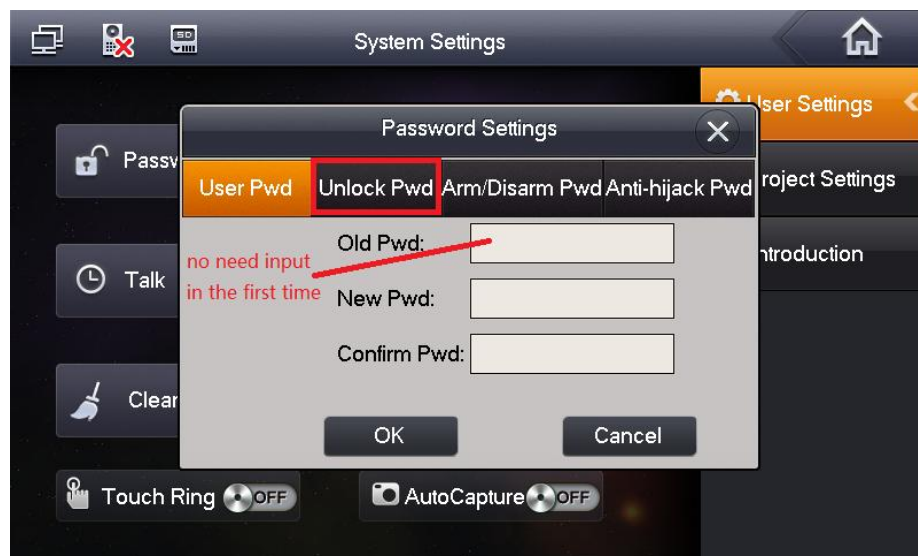 SD
System Settings
User Settings
Password Settings
Passw
User Pwd
Unlock Pwd
Arm/Disarm Pwd
Anti-hijack Pwd
roject Settings
Old Pwd:
no need input
in the first time
ntroduction
Talk
New Pwd:
Confirm Pwd:
Clear
OK
Cancel
Touch Ring
OFF
AutoCapture
OFF